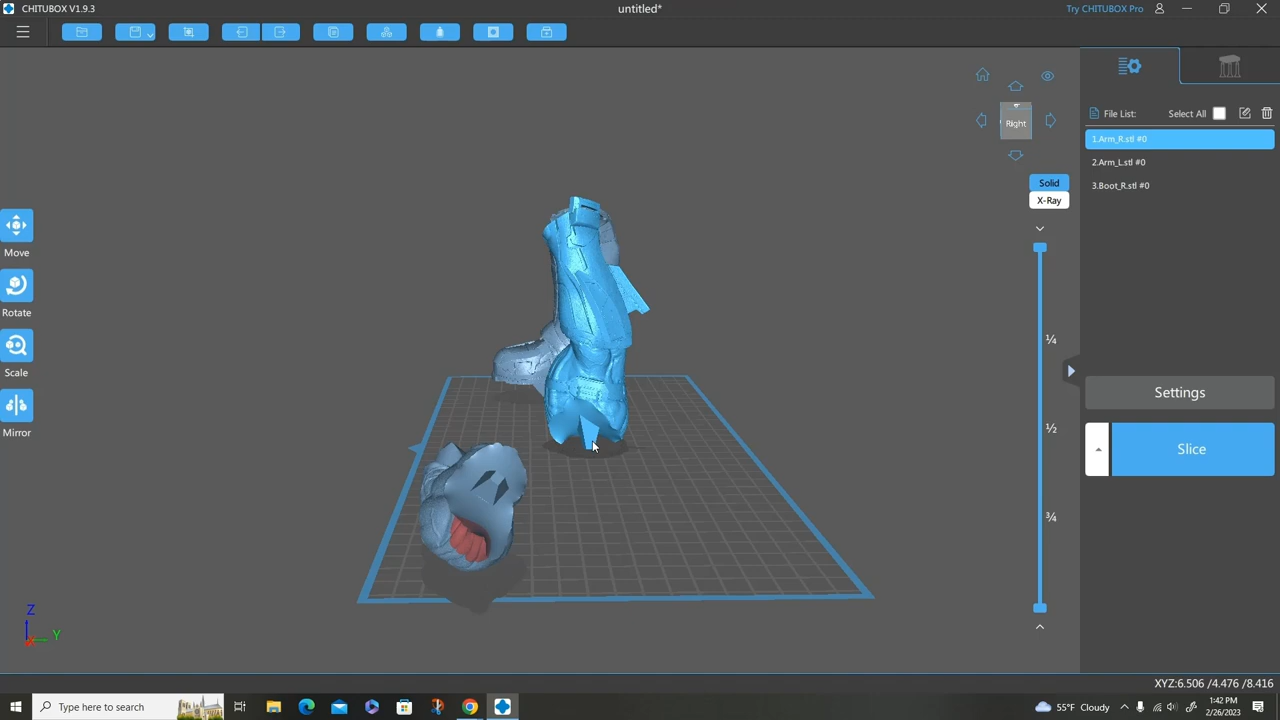 CHITUBOX V1.9.3
untitled*
Try CHITUBOX Pro
Right
File List:
Select All
1.Arm_R.stl #0
2.Arm_L.stl #0
3.Boot_R.stl #0
Solid
X-Ray
Move
Rotate
Scale
Mirror
¼
½
¾
Settings
Slice
Z
Y
XYZ:6.506 /4.476 /8.416
Type here to search
55°F Cloudy
1:42 PM
2/26/2023